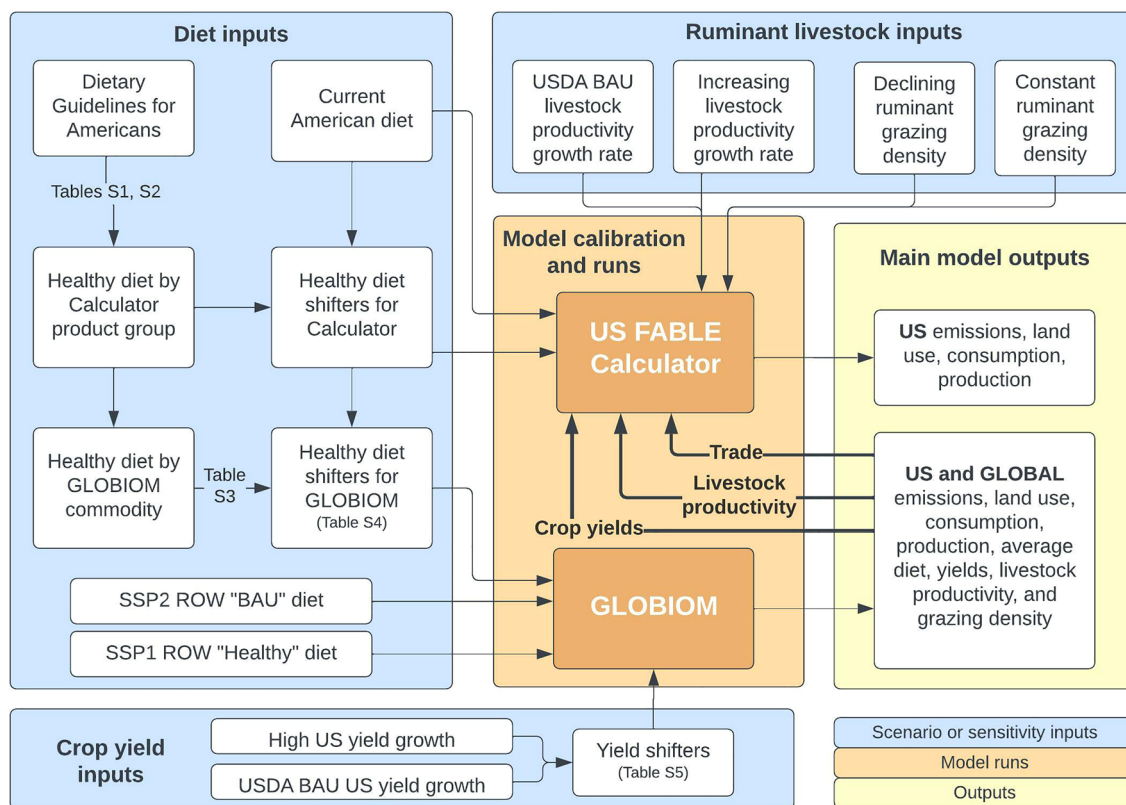 Diet inputs
Dietary
Guidelines for
Americans
Current
American diet
Tables S1, S2
Healthy diet by
Calculator
product group
Healthy diet
shifters for
Calculator
Healthy diet by
GLOBIOM
commodity
Table
S3
Healthy diet
shifters for
GLOBIOM
(Table S4)
SSP2 ROW "BAU" diet
SSP1 ROW "Healthy" diet
Ruminant livestock inputs
USDA BAU
livestock
productivity
growth rate
Increasing
livestock
productivity
growth rate
Declining
ruminant
grazing
density
Constant
ruminant
grazing
density
Model calibration
and runs
US FABLE
Calculator
Trade
Livestock
productivity
Crop yields
GLOBIOM
Main model outputs
US emissions, land
use, consumption,
production
US and GLOBAL
emissions, land use,
consumption,
production, average
diet, yields, livestock
productivity, and
grazing density
Crop yield
inputs
High US yield growth
USDA BAU US yield growth
Yield shifters
(Table S5)
Scenario or sensitivity inputs
Model runs
Outputs